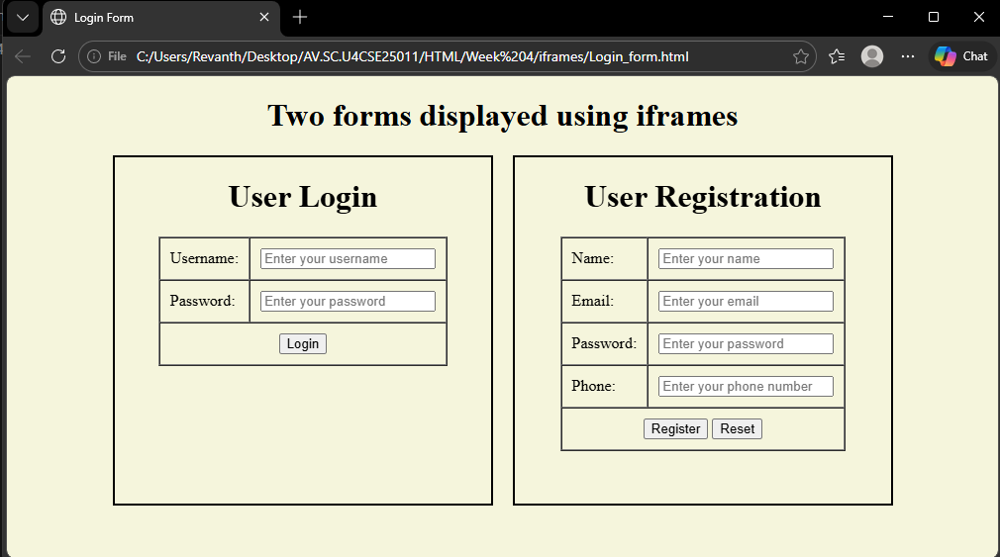 Login Form
File C:/Users/Revanth/Desktop/AV.SC.U4CSE25011/HTML/Week%204/iframes/Login_form.html
Chat
Two forms displayed using iframes
User Login
Username: Enter your username
Password: Enter your password
Login
User Registration
Name: Enter your name
Email: Enter your email
Password: Enter your password
Phone: Enter your phone number
Register Reset